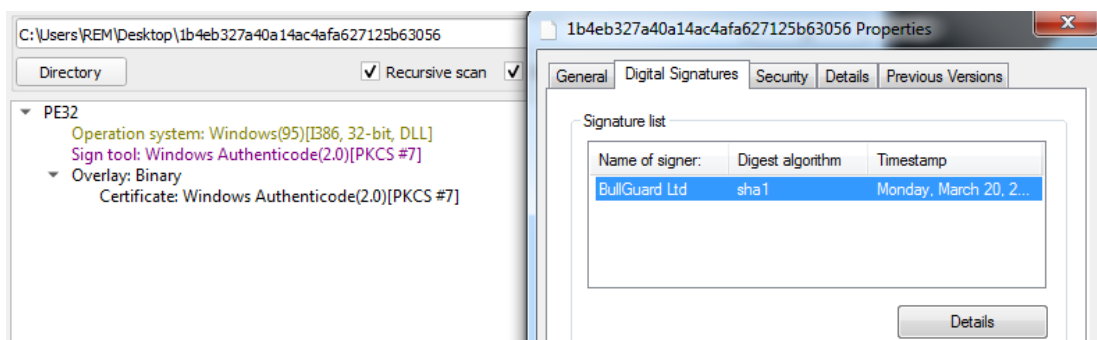 C:\Users\REM\Desktop\1b4eb327a40a14ac4afa627125b63056
Directory
Recursive scan
PE32
Operation system: Windows(95)[I386, 32-bit, DLL]
Sign tool: Windows Authenticode(2.0)[PKCS #7]
Overlay: Binary
Certificate: Windows Authenticode(2.0)[PKCS #7]
1b4eb327a40a14ac4afa627125b63056 Properties
General Digital Signatures Security Details Previous Versions
Signature list
Name of signer: Digest algorithm Timestamp
BullGuard Ltd sha1 Monday, March 20, 2...
Details